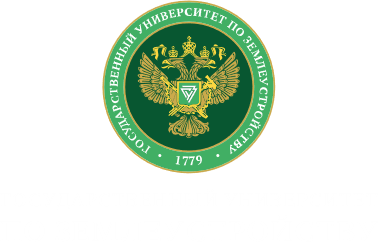 ГОСУДАРСТВЕННЫЙ УНИВЕРСИТЕТ ПО ЗЕМЛЕУСТРОЙСТВУ
• 1779 •